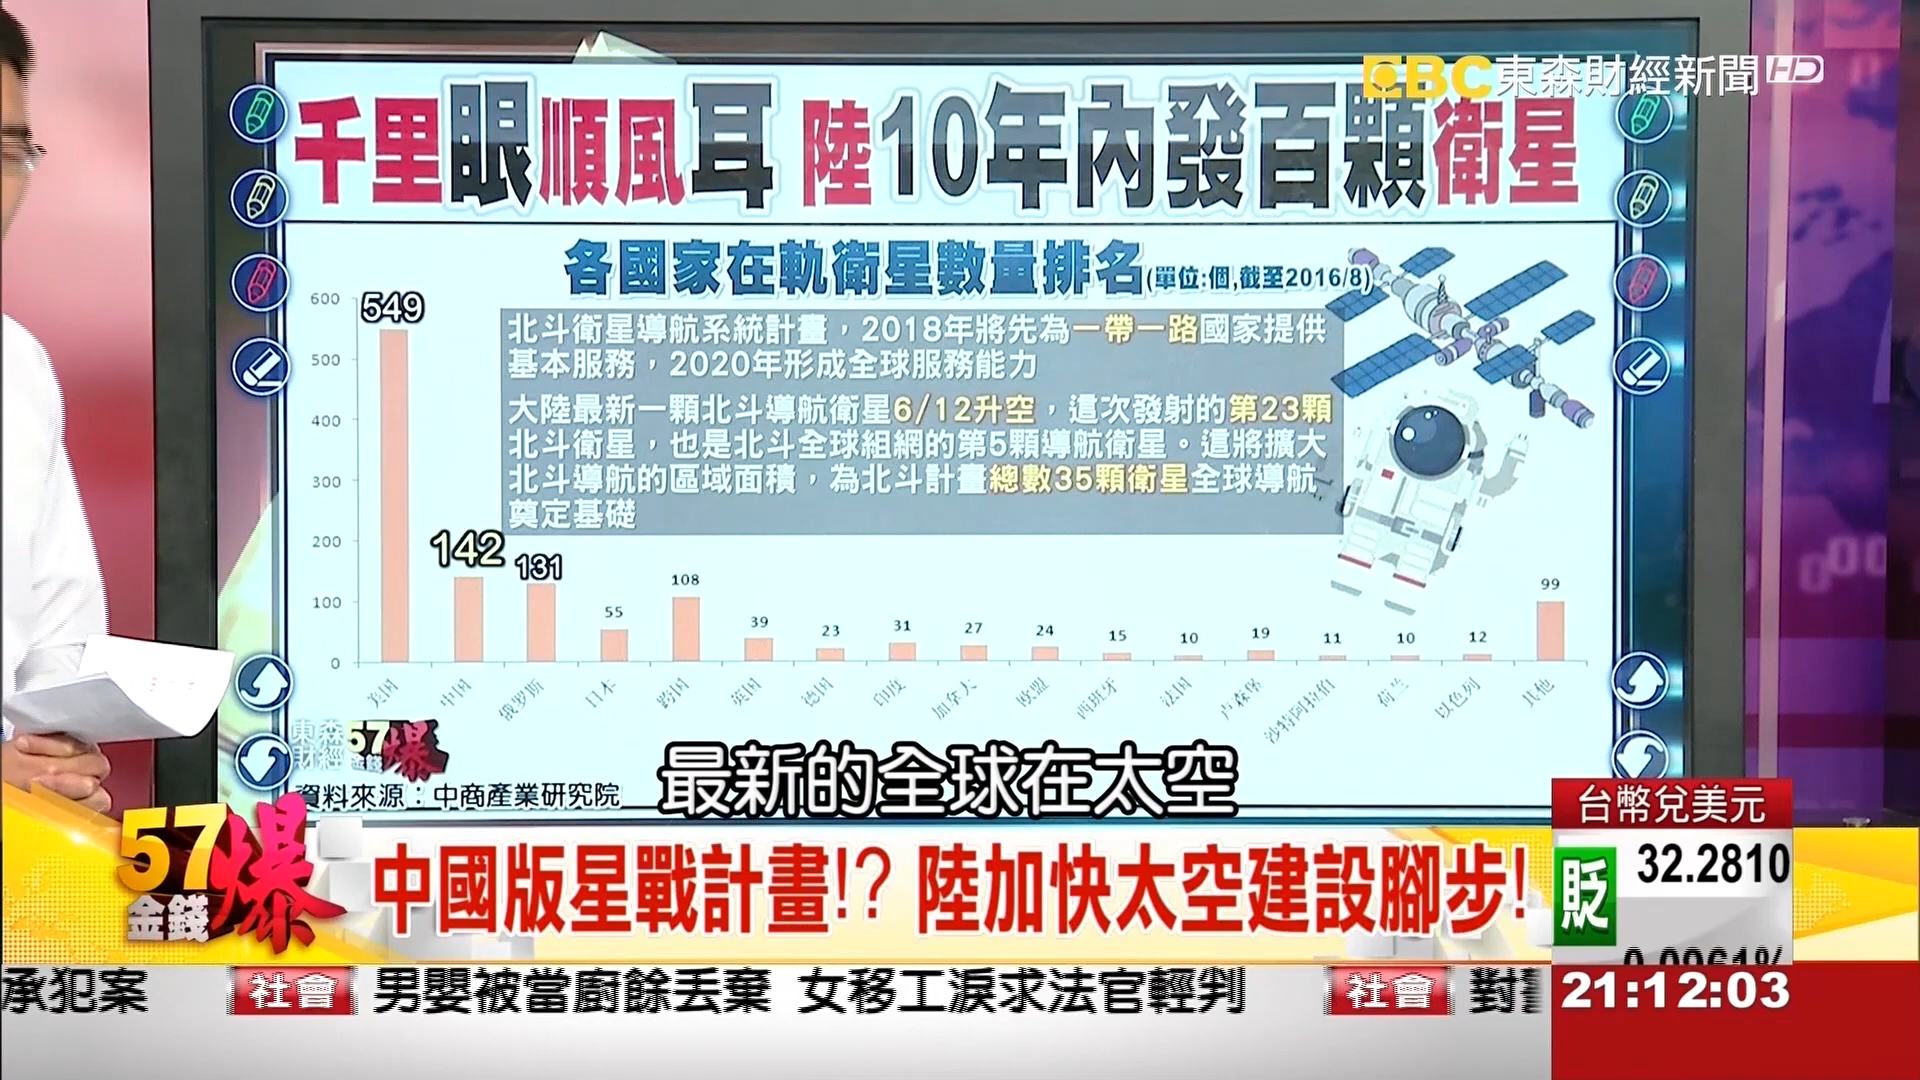 EBC 東森財經新聞 HD
千里眼順風耳 陸10年內發百顆衛星
各國家在軌衛星數量排名(單位:個,截至2016/8)
600
500
400
300
200
100
0
549
142
131
55
108
39
23
31
27
24
15
10
19
11
10
12
99
北斗衛星導航系統計畫，2018年將先為一帶一路國家提供
基本服務，2020年形成全球服務能力
大陸最新一顆北斗導航衛星6/12升空，這次發射的第23顆
北斗衛星，也是北斗全球組網的第5顆導航衛星。這將擴大
北斗導航的區域面積，為北斗計畫總數35顆衛星全球導航
奠定基礎
美国
中国
俄罗斯
日本
跨国
英国
德国
印度
加拿大
欧盟
西班牙
法国
卢森堡
沙特阿拉伯
荷兰
以色列
其他
東森財經 57金錢爆
資料來源：中商產業研究院
最新的全球在太空
57金錢爆
中國版星戰計畫!? 陸加快太空建設腳步!
台幣兌美元
貶 32.2810
承犯案 社會 男嬰被當廚餘丟棄 女移工淚求法官輕判 社會 對
21:12:03